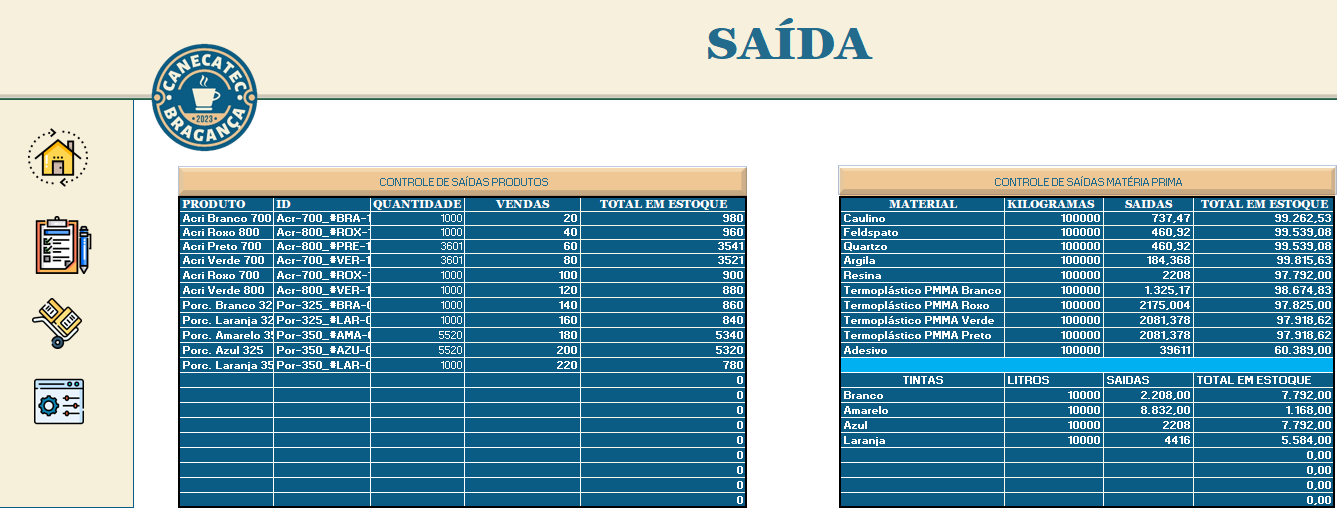 SAÍDA
CANECATEC
2023
BRAGANÇA
CONTROLE DE SAÍDAS PRODUTOS
PRODUTO ID QUANTIDADE VENDAS TOTAL EM ESTOQUE
Acri Branco 700 Acr-700_#BRA-1 1000 20 980
Acri Roxo 800 Acr-800_#ROX-1 1000 40 960
Acri Preto 700 Acr-800_#PRE-1 3601 60 3541
Acri Verde 700 Acr-700_#VER-1 3601 80 3521
Acri Roxo 700 Acr-700_#ROX-1 1000 100 900
Acri Verde 800 Acr-800_#VER-1 1000 120 880
Porc. Branco 32 Por-325_#BRA-0 1000 140 860
Porc. Laranja 32 Por-325_#LAR-0 1000 160 840
Porc. Amarelo 35 Por-350_#AMA- 5520 180 5340
Porc. Azul 325 Por-350_#AZU-0 5520 200 5320
Porc. Laranja 35 Por-350_#LAR-0 1000 220 780
0
0
0
0
0
0
0
0
0
CONTROLE DE SAÍDAS MATÉRIA PRIMA
MATERIAL KILOGRAMAS SAIDAS TOTAL EM ESTOQUE
Caulino 100000 737,47 99.262,53
Feldspato 100000 460,92 99.539,08
Quartzo 100000 460,92 99.539,08
Argila 100000 184,368 99.815,63
Resina 100000 2208 97.792,00
Termoplástico PMMA Branco 100000 1.325,17 98.674,83
Termoplástico PMMA Roxo 100000 2175,004 97.825,00
Termoplástico PMMA Verde 100000 2081,378 97.918,62
Termoplástico PMMA Preto 100000 2081,378 97.918,62
Adesivo 100000 39611 60.389,00
TINTAS LITROS SAIDAS TOTAL EM ESTOQUE
Branco 10000 2.208,00 7.792,00
Amarelo 10000 8.832,00 1.168,00
Azul 10000 2208 7.792,00
Laranja 10000 4416 5.584,00
0,00
0,00
0,00
0,00